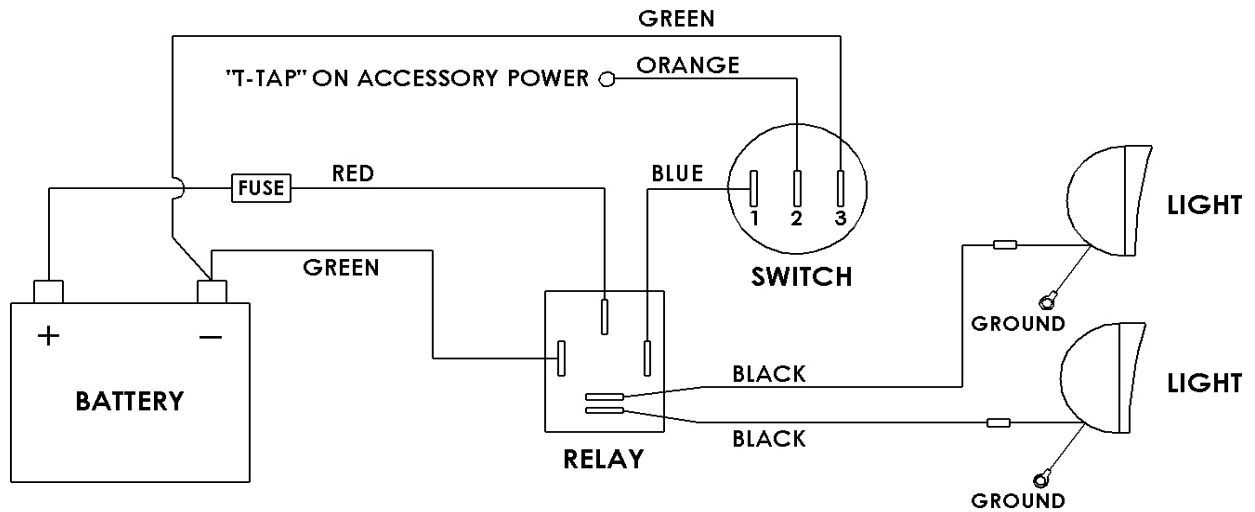 GREEN
"T-TAP" ON ACCESSORY POWER
ORANGE
FUSE
RED
BLUE
1 2 3
LIGHT
GREEN
SWITCH
GROUND
+ —
BATTERY
BLACK
LIGHT
BLACK
RELAY
GROUND